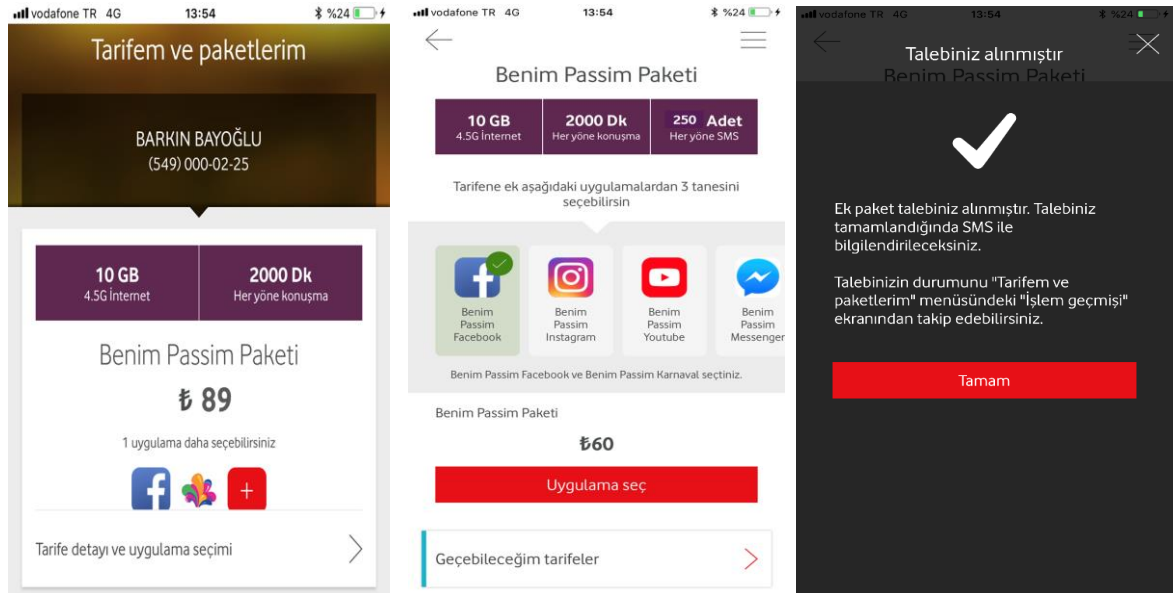 vodafone TR 4G 13:54 %24
Tarifem ve paketlerim
BARKIN BAYOĞLU
(549) 000-02-25
10 GB
4.5G İnternet
2000 Dk
Her yöne konuşma
Benim Passim Paketi
₺ 89
1 uygulama daha seçebilirsiniz
Tarife detayı ve uygulama seçimi
vodafone TR 4G 13:54 %24
Benim Passim Paketi
10 GB
4.5G İnternet
2000 Dk
Her yöne konuşma
250 Adet
Her yöne SMS
Tarifene ek aşağıdaki uygulamalardan 3 tanesini
seçebilirsin
Benim
Passim
Facebook
Benim
Passim
Instagram
Benim
Passim
Youtube
Benim
Passim
Messenger
Benim Passim Facebook ve Benim Passim Karnaval seçtiniz.
Benim Passim Paketi
₺60
Uygulama seç
Geçebileceğim tarifeler
vodafone TR 4G 13:54 %24
Talebiniz alınmıştır
Benim Passim Paketi
Ek paket talebiniz alınmıştır. Talebiniz
tamamlandığında SMS ile
bilgilendirileceksiniz.
Talebinizin durumunu "Tarifem ve
paketlerim" menüsündeki "İşlem geçmişi"
ekranından takip edebilirsiniz.
Tamam